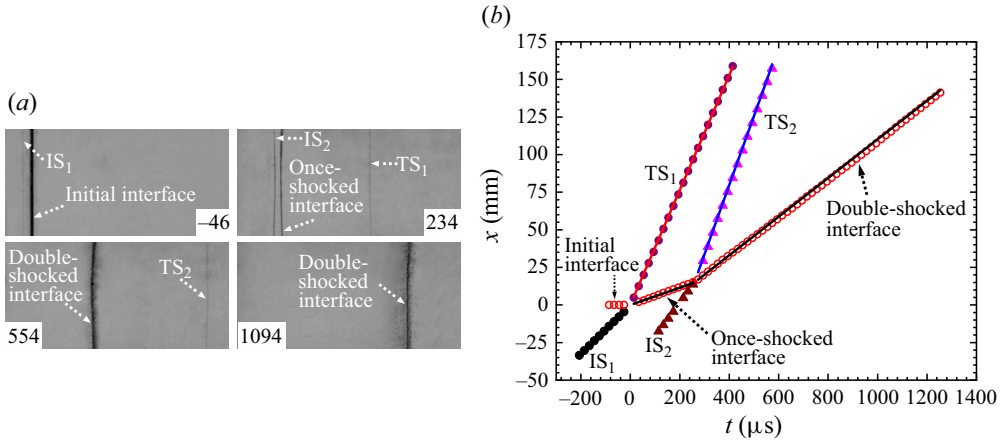 (a)
IS1
Initial interface
–46
IS2
Once-
shocked
interface
TS1
234
Double-
shocked
interface
TS2
554
Double-
shocked
interface
1094
(b)
175
150
125
100
75
50
25
0
–25
–50
x (mm)
TS1
TS2
Initial
interface
Double-shocked
interface
IS1
IS2
Once-shocked
interface
–200
0
200
400
600
800
1000
1200
1400
t (μs)